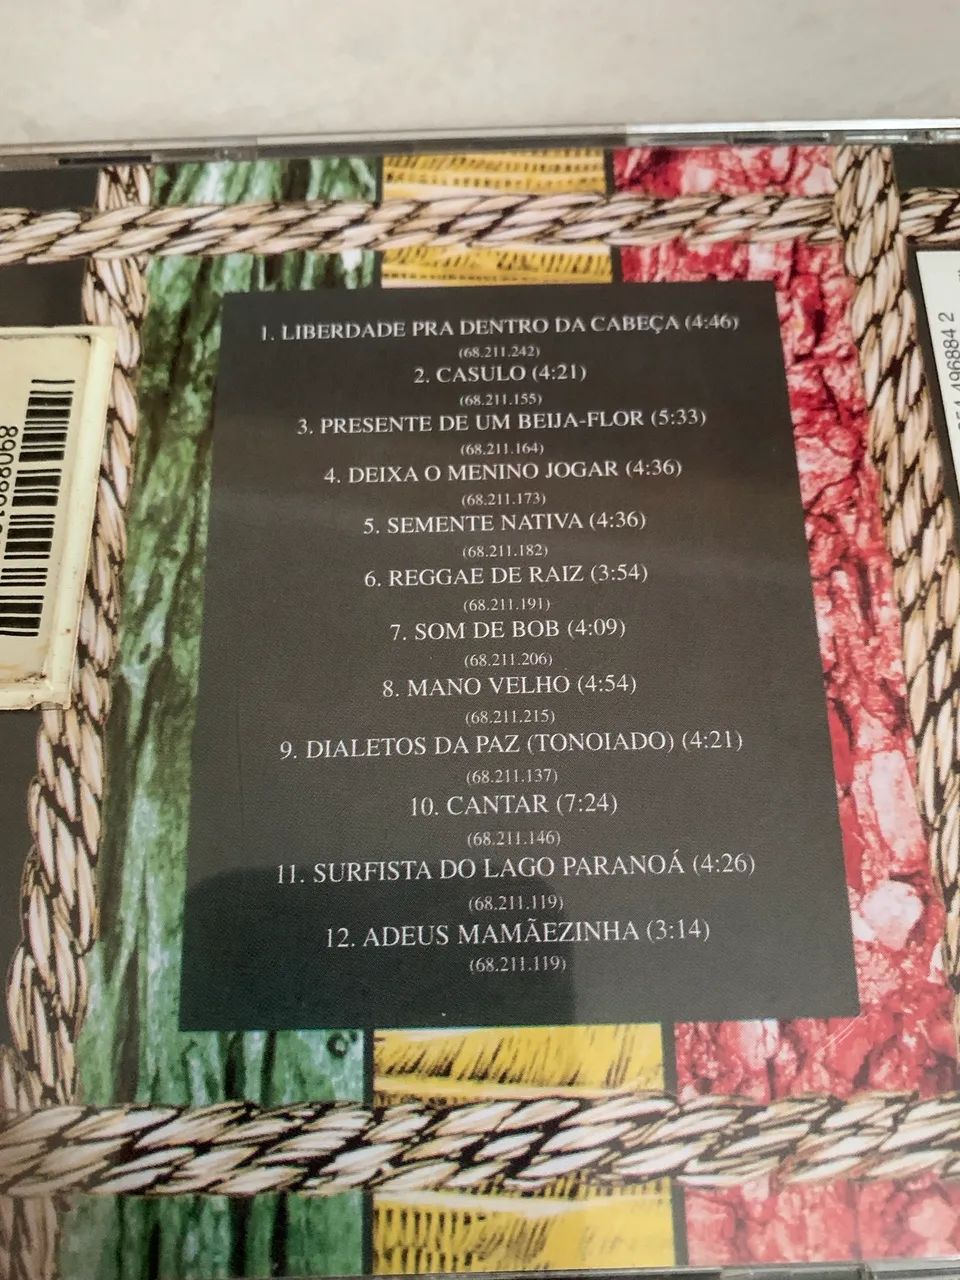 1. LIBERDADE PRA DENTRO DA CABEÇA (4:46)
(68.211.242)
2. CASULO (4:21)
(68.211.155)
3. PRESENTE DE UM BEIJA-FLOR (5:33)
(68.211.164)
4. DEIXA O MENINO JOGAR (4:36)
(68.211.173)
5. SEMENTE NATIVA (4:36)
(68.211.182)
6. REGGAE DE RAIZ (3:54)
(68.211.191)
7. SOM DE BOB (4:09)
(68.211.206)
8. MANO VELHO (4:54)
(68.211.215)
9. DIALETOS DA PAZ (TONOIADO) (4:21)
(68.211.137)
10. CANTAR (7:24)
(68.211.146)
11. SURFISTA DO LAGO PARANOÁ (4:26)
(68.211.119)
12. ADEUS MAMÃEZINHA (3:14)
(68.211.119)
496884 2